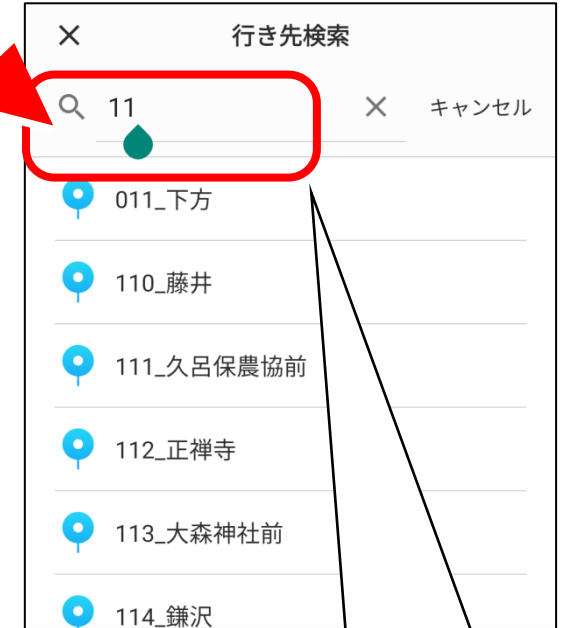 行き先検索
11 キャンセル
011_下方
110_藤井
111_久呂保農協前
112_正禅寺
113_大森神社前
114_鎌沢